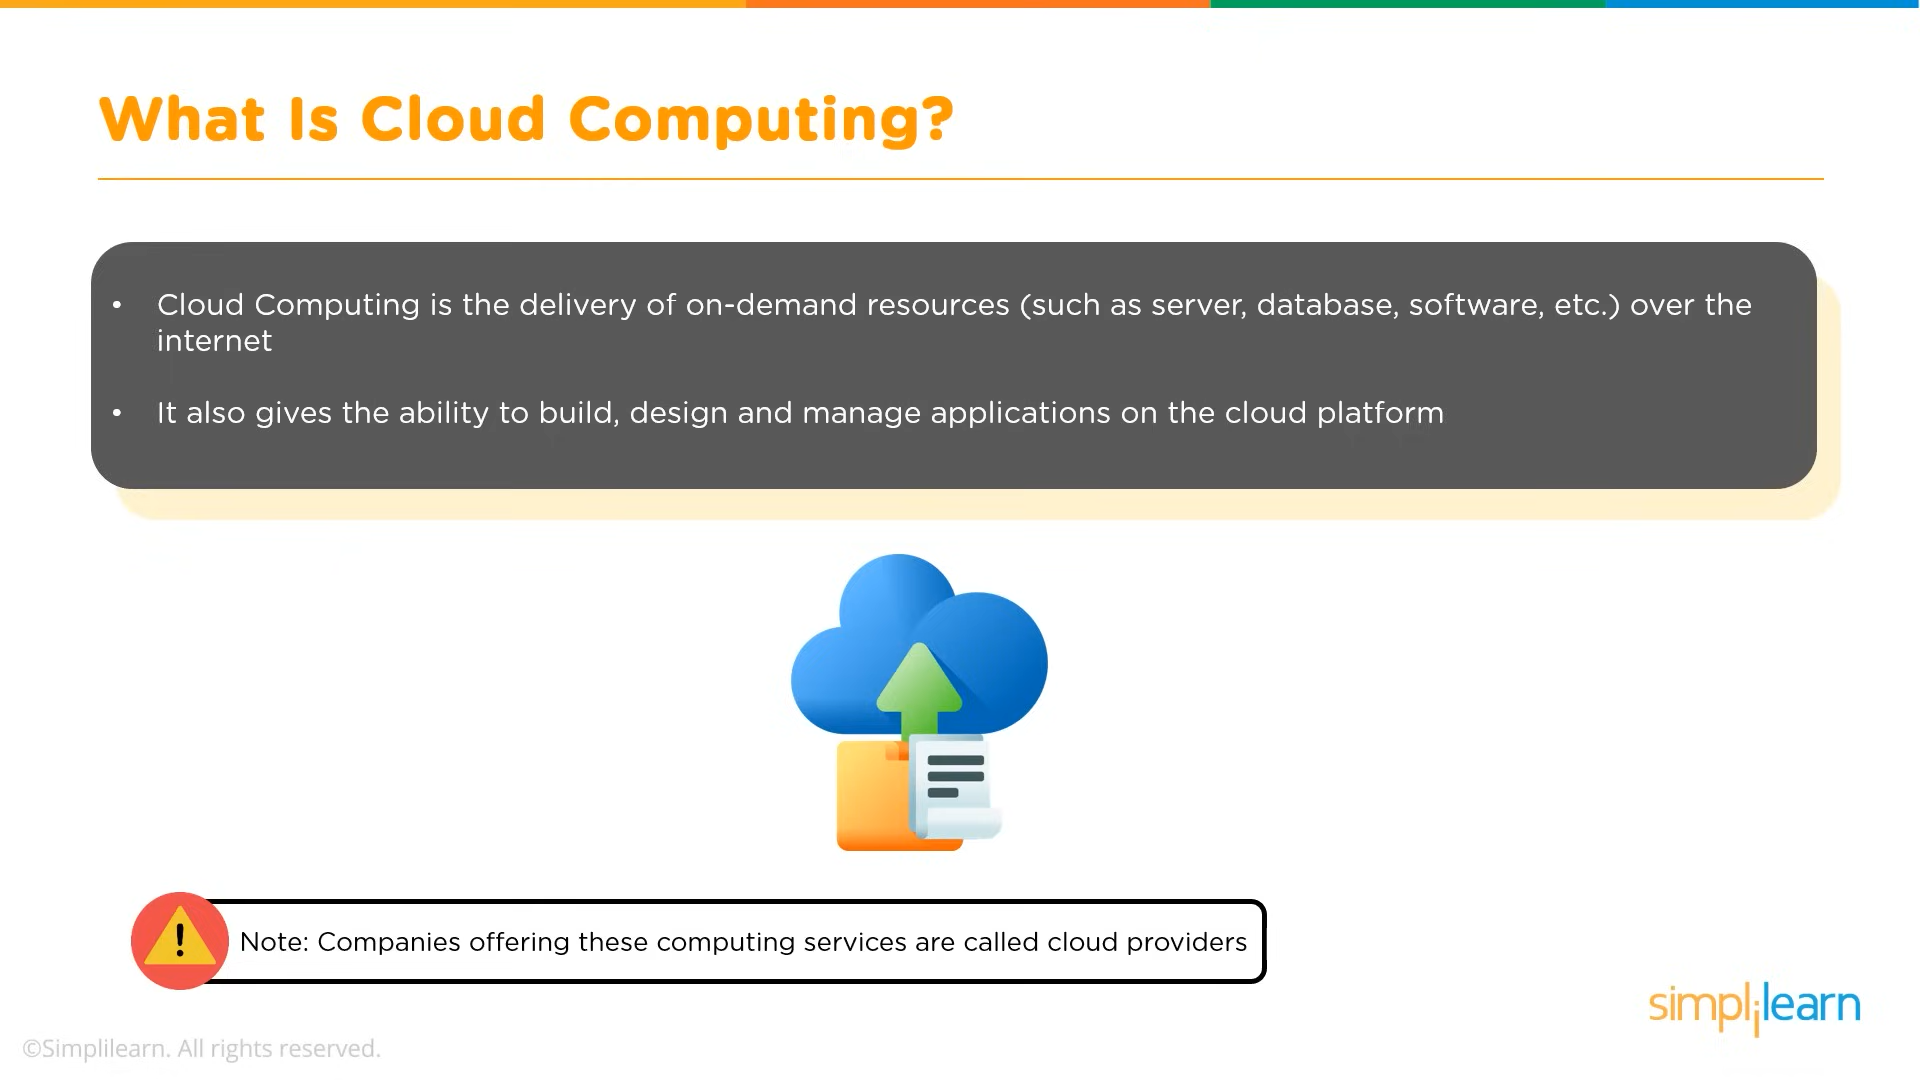 What Is Cloud Computing?
• Cloud Computing is the delivery of on-demand resources (such as server, database, software, etc.) over the
internet
• It also gives the ability to build, design and manage applications on the cloud platform
Note: Companies offering these computing services are called cloud providers
simplilearn
©Simplilearn. All rights reserved.